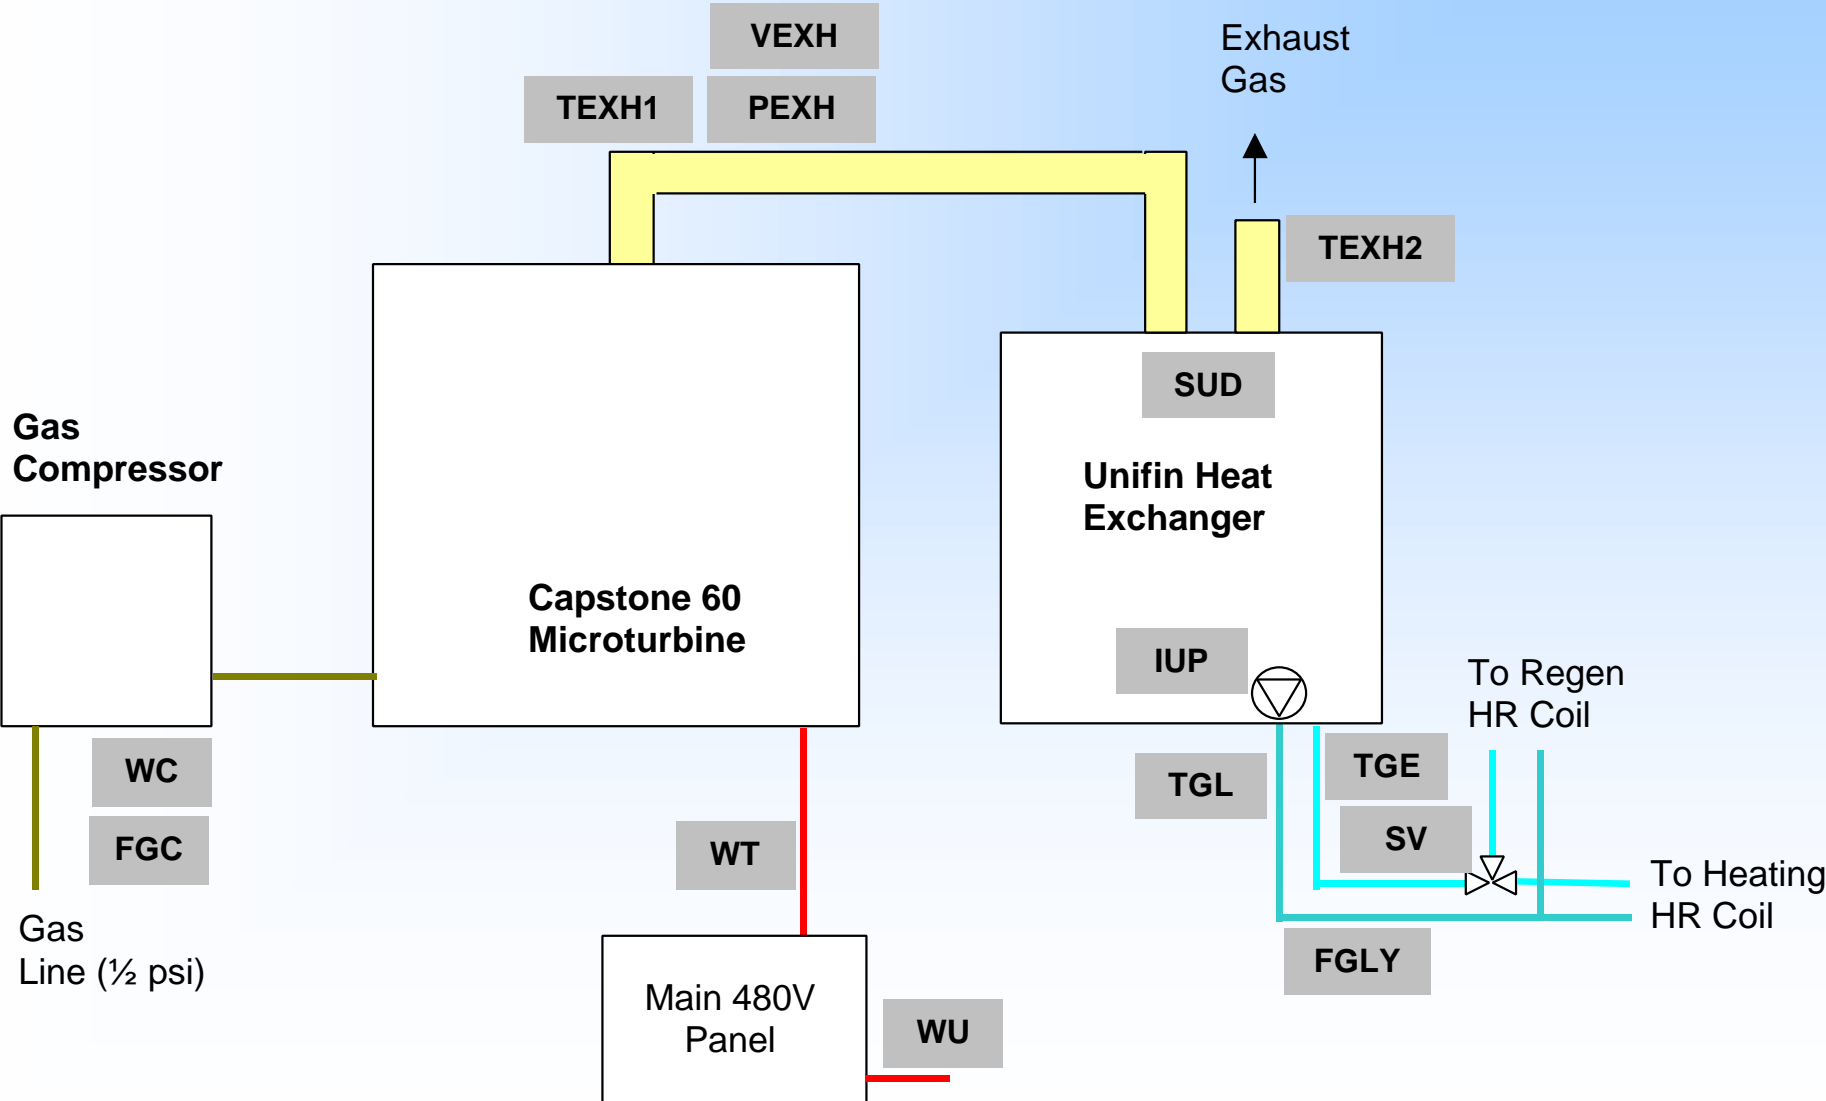 VEXH
Exhaust
Gas
TEXH1
PEXH
TEXH2
SUD
Gas
Compressor
Unifin Heat
Exchanger
Capstone 60
Microturbine
IUP
To Regen
HR Coil
WC
TGL
TGE
FGC
WT
SV
To Heating
HR Coil
Gas
Line (½ psi)
FGLY
Main 480V
Panel
WU